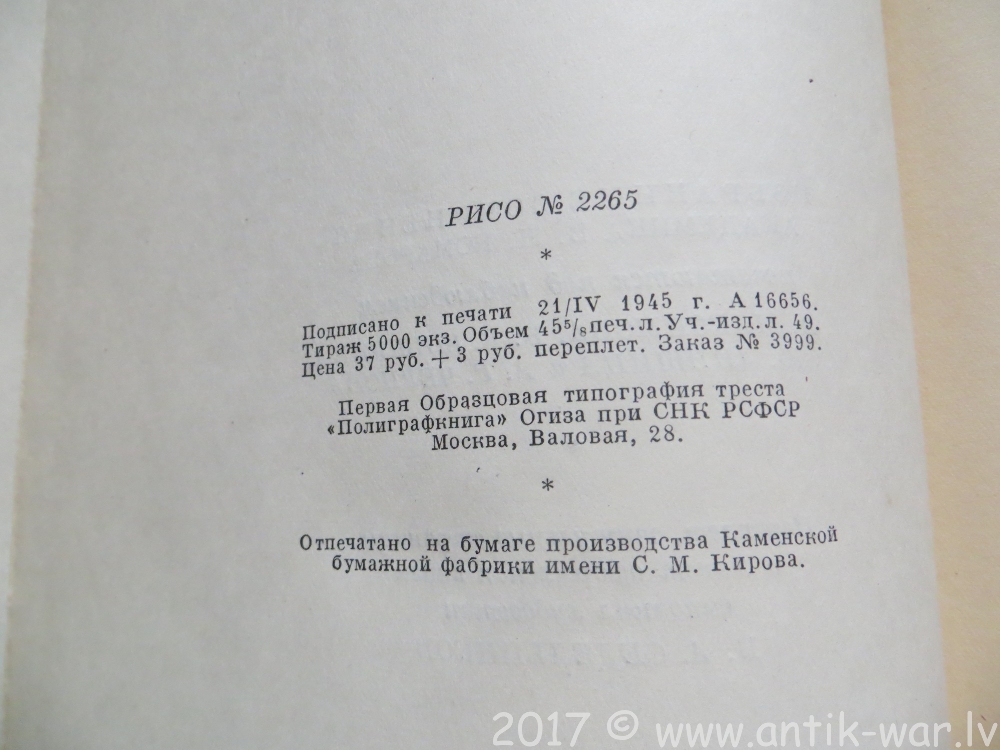 РИСО № 2265
*
Подписано к печати 21/IV 1945 г. А 16656.
Тираж 5000 экз. Объем 45⁵/₈ печ. л. Уч.-изд. л. 49.
Цена 37 руб. + 3 руб. переплет. Заказ № 3999.
Первая Образцовая типография треста
«Полиграфкнига» Огиза при СНК РСФСР
Москва, Валовая, 28.
*
Отпечатано на бумаге производства Каменской
бумажной фабрики имени С. М. Кирова.
2017 © www.antik-war.lv